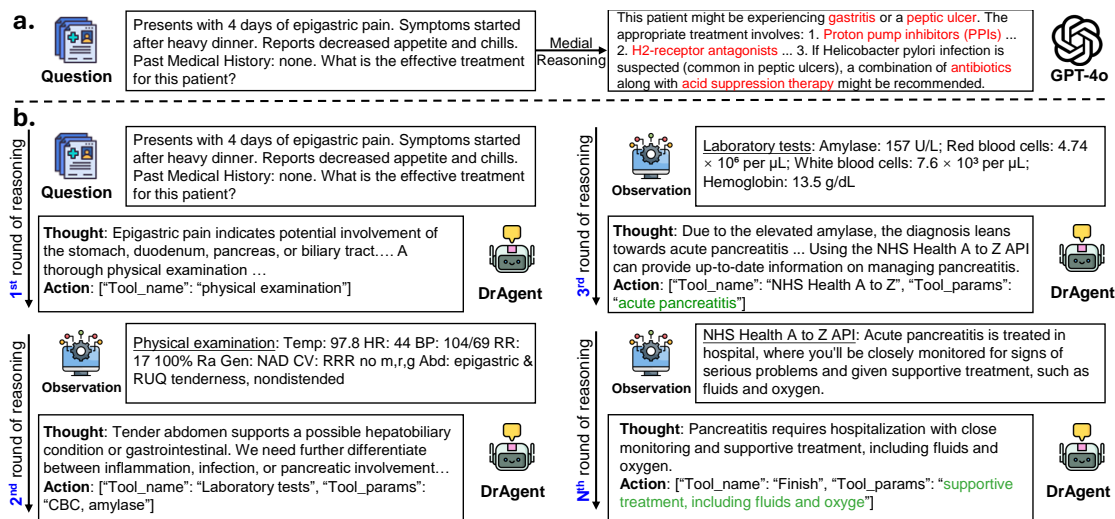 a.
Presents with 4 days of epigastric pain. Symptoms started
after heavy dinner. Reports decreased appetite and chills.
Past Medical History: none. What is the effective treatment
for this patient?
Question
Medial
Reasoning
This patient might be experiencing gastritis or a peptic ulcer. The
appropriate treatment involves: 1. Proton pump inhibitors (PPIs) ...
2. H2-receptor antagonists ... 3. If Helicobacter pylori infection is
suspected (common in peptic ulcers), a combination of antibiotics
along with acid suppression therapy might be recommended.
GPT-4o
b.
1st round of reasoning
Presents with 4 days of epigastric pain. Symptoms started
after heavy dinner. Reports decreased appetite and chills.
Past Medical History: none. What is the effective treatment
for this patient?
Question
Thought: Epigastric pain indicates potential involvement of
the stomach, duodenum, pancreas, or biliary tract…. A
thorough physical examination …
Action: [“Tool_name”: “physical examination”]
DrAgent
2nd round of reasoning
Observation
Physical examination: Temp: 97.8 HR: 44 BP: 104/69 RR:
17 100% Ra Gen: NAD CV: RRR no m,r,g Abd: epigastric &
RUQ tenderness, nondistended
Thought: Tender abdomen supports a possible hepatobiliary
condition or gastrointestinal. We need further differentiate
between inflammation, infection, or pancreatic involvement…
Action: [“Tool_name”: “Laboratory tests”, “Tool_params”:
“CBC, amylase”]
DrAgent
3rd round of reasoning
Observation
Laboratory tests: Amylase: 157 U/L; Red blood cells: 4.74
× 10⁶ per μL; White blood cells: 7.6 × 10³ per μL;
Hemoglobin: 13.5 g/dL
Thought: Due to the elevated amylase, the diagnosis leans
towards acute pancreatitis ... Using the NHS Health A to Z API
can provide up-to-date information on managing pancreatitis.
Action: [“Tool_name”: “NHS Health A to Z”, “Tool_params”:
“acute pancreatitis”]
DrAgent
Nth round of reasoning
Observation
NHS Health A to Z API: Acute pancreatitis is treated in
hospital, where you’ll be closely monitored for signs of
serious problems and given supportive treatment, such as
fluids and oxygen.
Thought: Pancreatitis requires hospitalization with close
monitoring and supportive treatment, including fluids and
oxygen.
Action: [“Tool_name”: “Finish”, “Tool_params”: “supportive
treatment, including fluids and oxyge”]
DrAgent